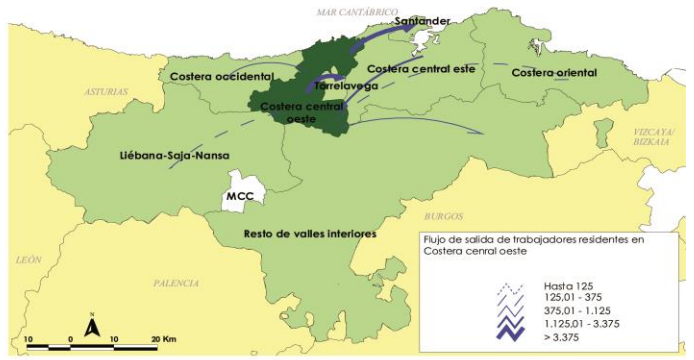 MAR CANTÁBRICO
Santander
Costera occidental
Costera central este
Costera oriental
Torrelavega
ASTURIAS
Costera central
oeste
VIZCAYA/
BIZKAIA
Liébana-Saja-Nansa
MCC
BURGOS
Resto de valles interiores
LEÓN
PALENCIA
Flujo de salida de trabajadores residentes en
Costera cenral oeste
Hasta 125
125,01 - 375
375,01 - 1.125
1.125,01 - 3.375
> 3.375
N
10 0 10 20 Km